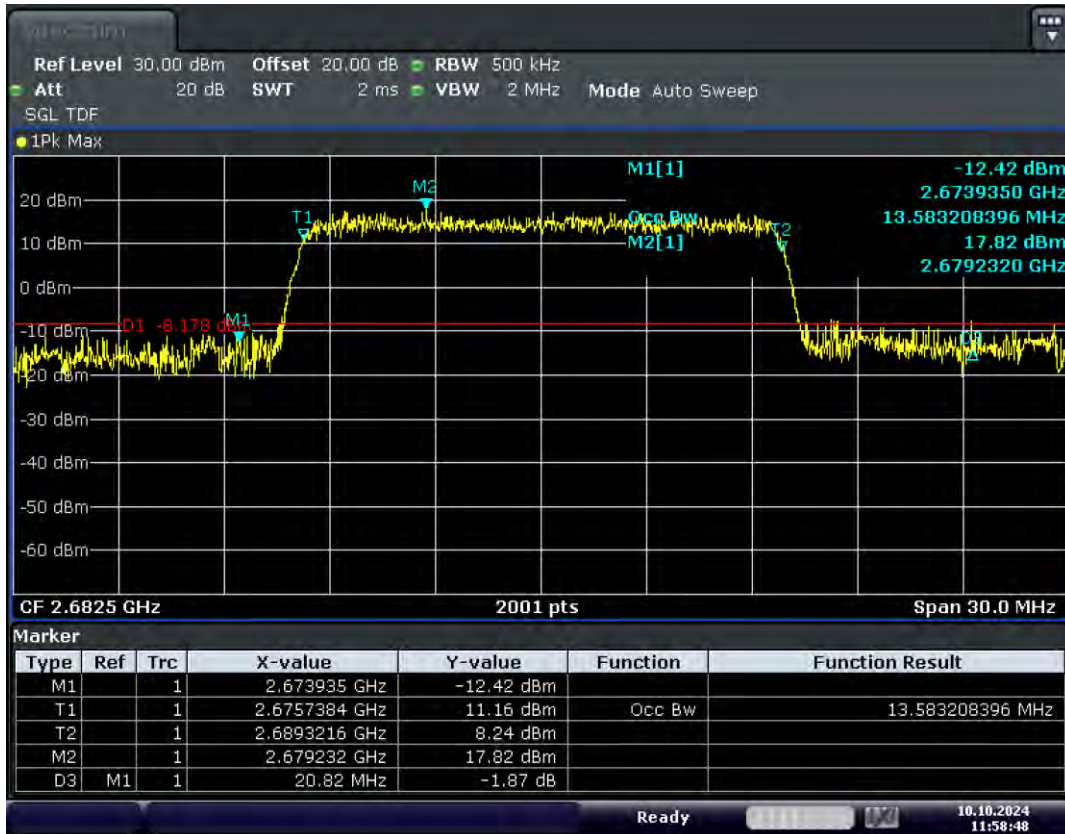 Spectrum
Ref Level 30.00 dBm Offset 20.00 dB RBW 500 kHz
Att 20 dB SWT 2 ms VBW 2 MHz Mode Auto Sweep
SGL TDF
1Pk Max
M1[1] -12.42 dBm
2.6739350 GHz
Occ Bw 13.583208396 MHz
M2[1] 17.82 dBm
2.6792320 GHz
M2
T1
T2
20 dBm
10 dBm
0 dBm
D1 -8.178 dBm
M1
-10 dBm
D3
-20 dBm
-30 dBm
-40 dBm
-50 dBm
-60 dBm
CF 2.6825 GHz 2001 pts Span 30.0 MHz
Marker
Type Ref Trc X-value Y-value Function Function Result
M1 1 2.673935 GHz -12.42 dBm
T1 1 2.6757384 GHz 11.16 dBm Occ Bw 13.583208396 MHz
T2 1 2.6893216 GHz 8.24 dBm
M2 1 2.679232 GHz 17.82 dBm
D3 M1 1 20.82 MHz -1.87 dB
Ready 10.10.2024
11:58:48